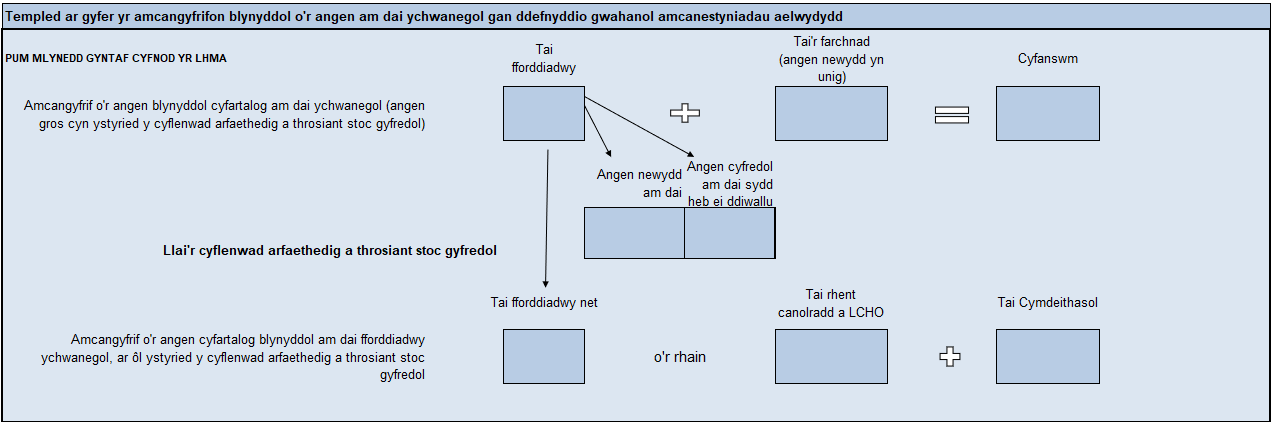 Templed ar gyfer yr amcangyfrifon blynyddol o'r angen am dai ychwanegol gan ddefnyddio gwahanol amcanestyniadau aelwydydd
PUM MLYNEDD GYNTAF CYFNOD YR LHMA
Tai
fforddiadwy
Tai'r farchnad
(angen newydd yn
unig)
Cyfanswm
Amcangyfrif o'r angen blynyddol cyfartalog am dai ychwanegol (angen
gros cyn ystyried y cyflenwad arfaethedig a throsiant stoc gyfredol)
Angen newydd
am dai
Angen cyfredol
am dai sydd
heb ei ddiwallu
Llai'r cyflenwad arfaethedig a throsiant stoc gyfredol
Tai fforddiadwy net
Tai rhent
canolradd a LCHO
Tai Cymdeithasol
Amcangyfrif o'r angen cyfartalog blynyddol am dai fforddiadwy
ychwanegol, ar ôl ystyried y cyflenwad arfaethedig a throsiant stoc
gyfredol
o'r rhain